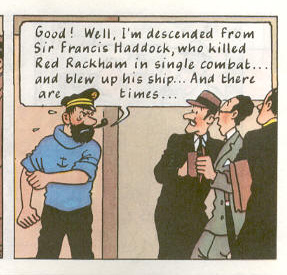 Good! Well, I'm descended from
Sir Francis Haddock, who killed
Red Rackham in single combat...
and blew up his ship... And there
are times...